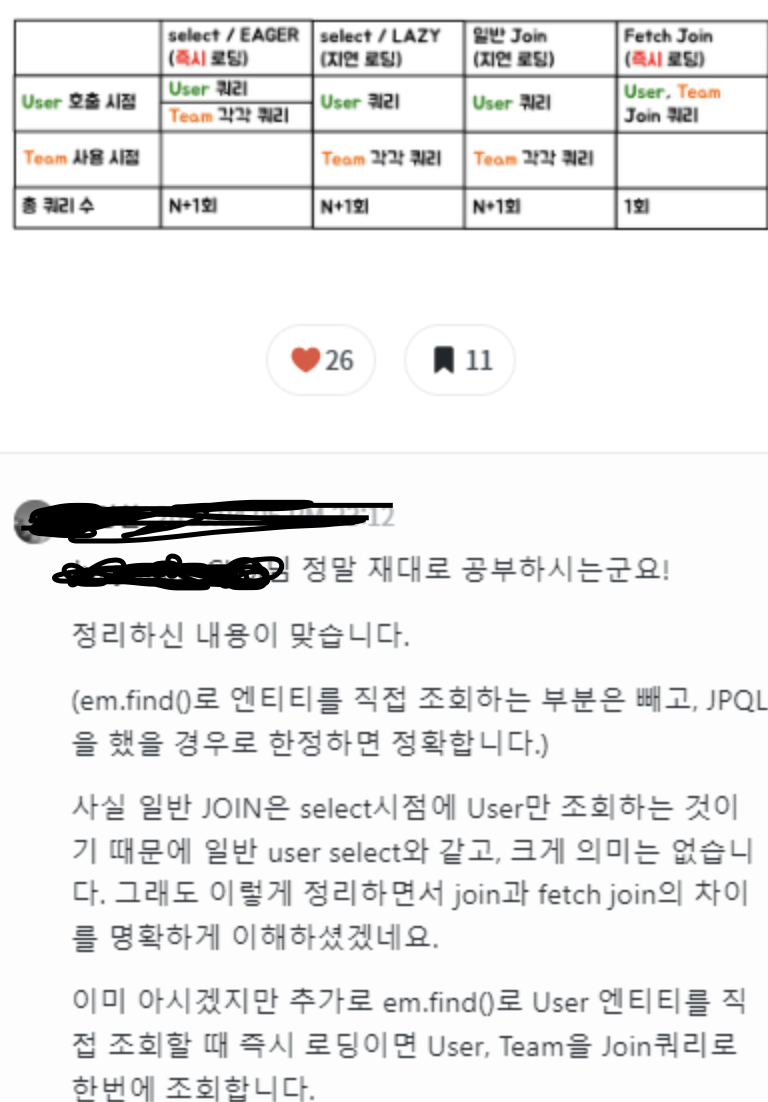 select / EAGER (즉시 로딩)
select / LAZY (지연 로딩)
일반 Join (지연 로딩)
Fetch Join (즉시 로딩)
User 호출 시점
User 쿼리
Team 각각 쿼리
User 쿼리
User 쿼리
User, Team Join 쿼리
Team 사용 시점
Team 각각 쿼리
Team 각각 쿼리
총 쿼리 수
N+1회
N+1회
N+1회
1회
26
11
님 정말 재대로 공부하시는군요!
정리하신 내용이 맞습니다.
(em.find()로 엔티티를 직접 조회하는 부분은 빼고, JPQL
을 했을 경우로 한정하면 정확합니다.)
사실 일반 JOIN은 select시점에 User만 조회하는 것이
기 때문에 일반 user select와 같고, 크게 의미는 없습니
다. 그래도 이렇게 정리하면서 join과 fetch join의 차이
를 명확하게 이해하셨겠네요.
이미 아시겠지만 추가로 em.find()로 User 엔티티를 직
접 조회할 때 즉시 로딩이면 User, Team을 Join쿼리로
한번에 조회합니다.